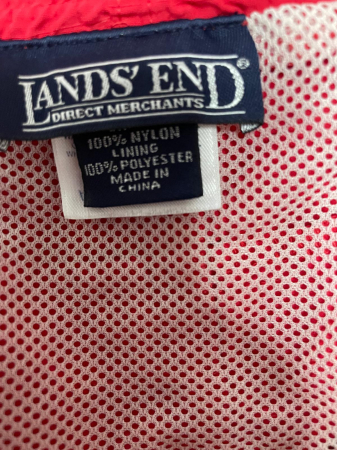 LANDS' END®
DIRECT MERCHANTS
100% NYLON
LINING
100% POLYESTER
MADE IN
CHINA